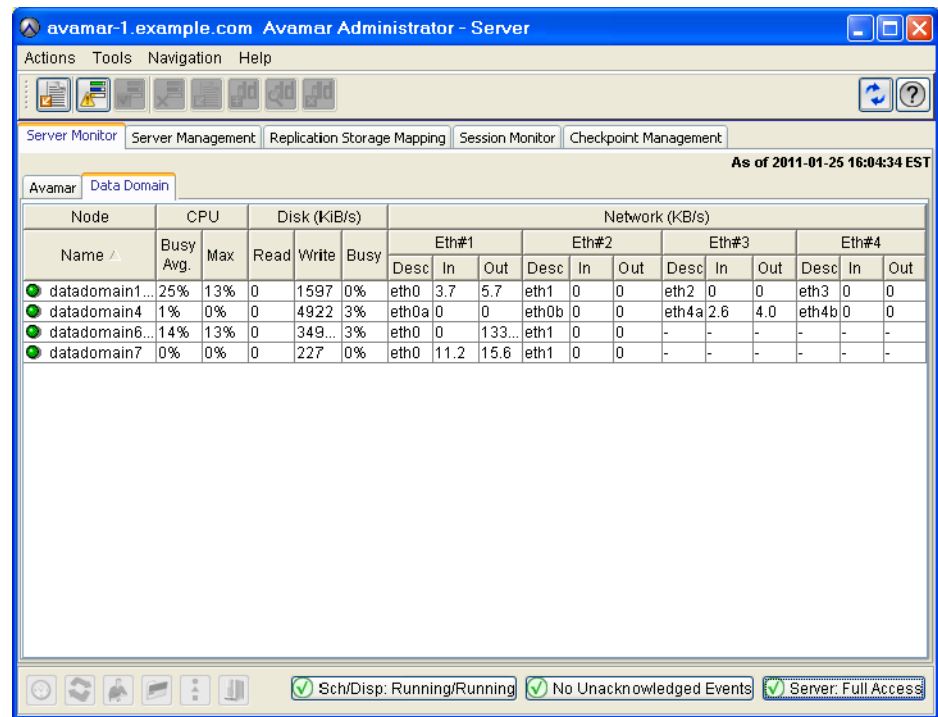 avamar-1.example.com Avamar Administrator - Server
Actions Tools Navigation Help
Server Monitor Server Management Replication Storage Mapping Session Monitor Checkpoint Management
As of 2011-01-25 16:04:34 EST
Avamar Data Domain
Node CPU Disk (KiB/s) Network (KB/s)
Name Busy Avg. Max Read Write Busy Eth#1 Eth#2 Eth#3 Eth#4
Desc In Out Desc In Out Desc In Out Desc In Out
datadomain1... 25% 13% 0 1597 0% eth0 3.7 5.7 eth1 0 0 eth2 0 0 eth3 0 0
datadomain4 1% 0% 0 4922 3% eth0a 0 0 eth0b 0 0 eth4a 2.6 4.0 eth4b 0 0
datadomain6... 14% 13% 0 349... 3% eth0 0 133... eth1 0 0 - - - - - -
datadomain7 0% 0% 0 227 0% eth0 11.2 15.6 eth1 0 0 - - - - - -
Sch/Disp: Running/Running No Unacknowledged Events Server: Full Access